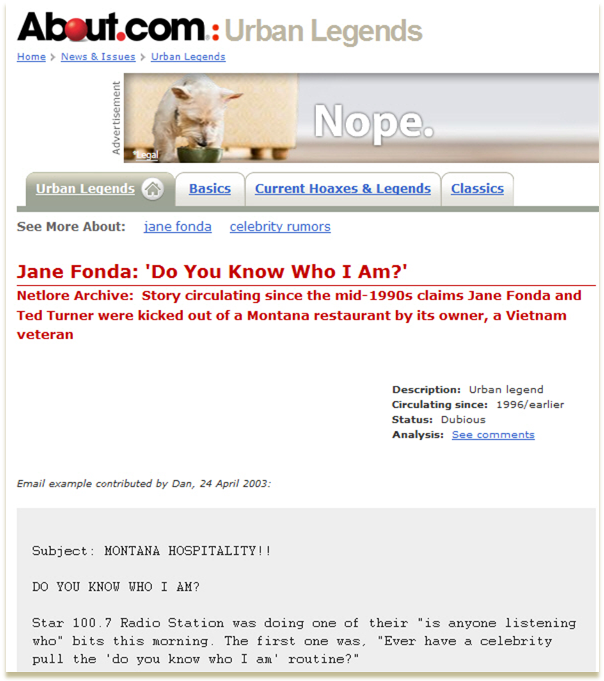 About.com: Urban Legends
Home > News & Issues > Urban Legends
Advertisement
Nope.
*Legal
Urban Legends
Basics
Current Hoaxes & Legends
Classics
See More About: jane fonda celebrity rumors
Jane Fonda: 'Do You Know Who I Am?'
Netlore Archive: Story circulating since the mid-1990s claims Jane Fonda and
Ted Turner were kicked out of a Montana restaurant by its owner, a Vietnam
veteran
Description: Urban legend
Circulating since: 1996/earlier
Status: Dubious
Analysis: See comments
Email example contributed by Dan, 24 April 2003:
Subject: MONTANA HOSPITALITY!!
DO YOU KNOW WHO I AM?
Star 100.7 Radio Station was doing one of their "is anyone listening
who" bits this morning. The first one was, "Ever have a celebrity
pull the 'do you know who I am' routine?"